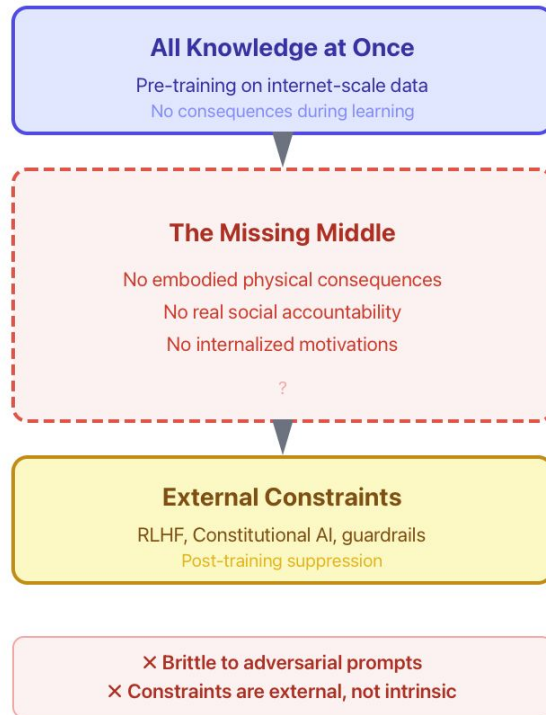 All Knowledge at Once
Pre-training on internet-scale data
No consequences during learning
The Missing Middle
No embodied physical consequences
No real social accountability
No internalized motivations
?
External Constraints
RLHF, Constitutional AI, guardrails
Post-training suppression
✕ Brittle to adversarial prompts
✕ Constraints are external, not intrinsic